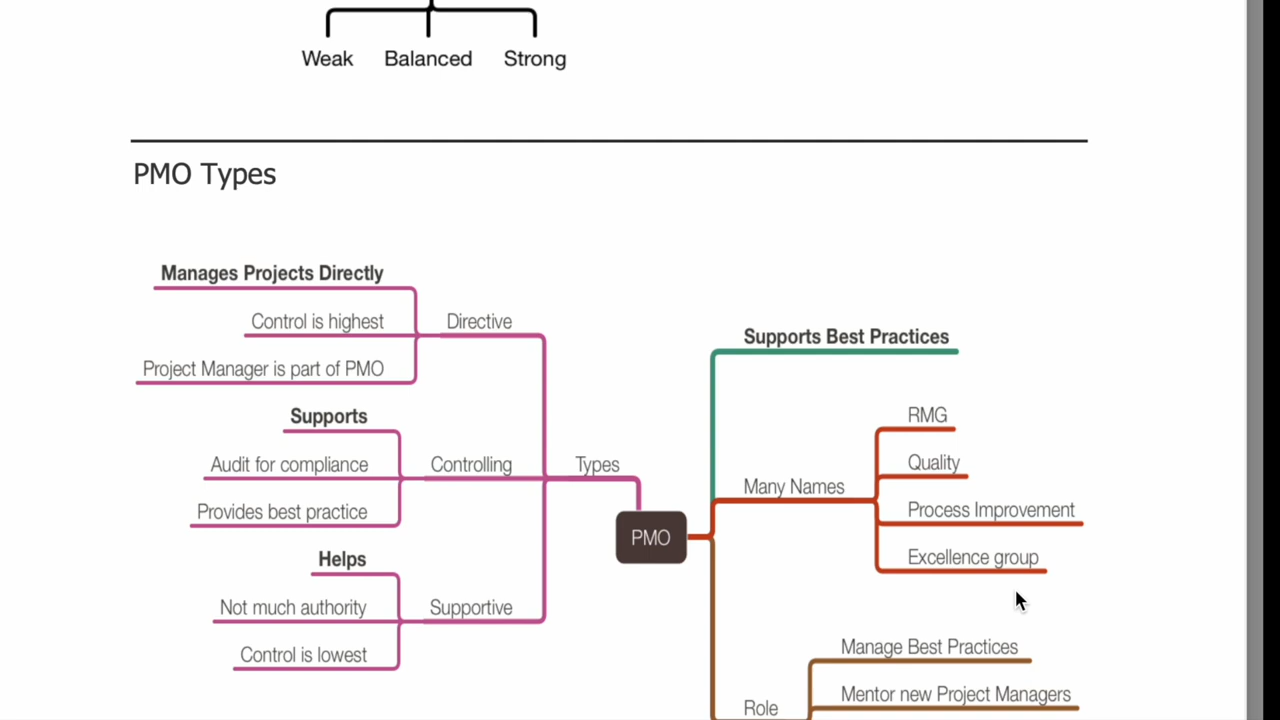 Weak Balanced Strong
PMO Types
Manages Projects Directly
Control is highest
Project Manager is part of PMO
Directive
Supports
Audit for compliance
Provides best practice
Controlling
Helps
Not much authority
Control is lowest
Supportive
Types
PMO
Supports Best Practices
Many Names
RMG
Quality
Process Improvement
Excellence group
Role
Manage Best Practices
Mentor new Project Managers